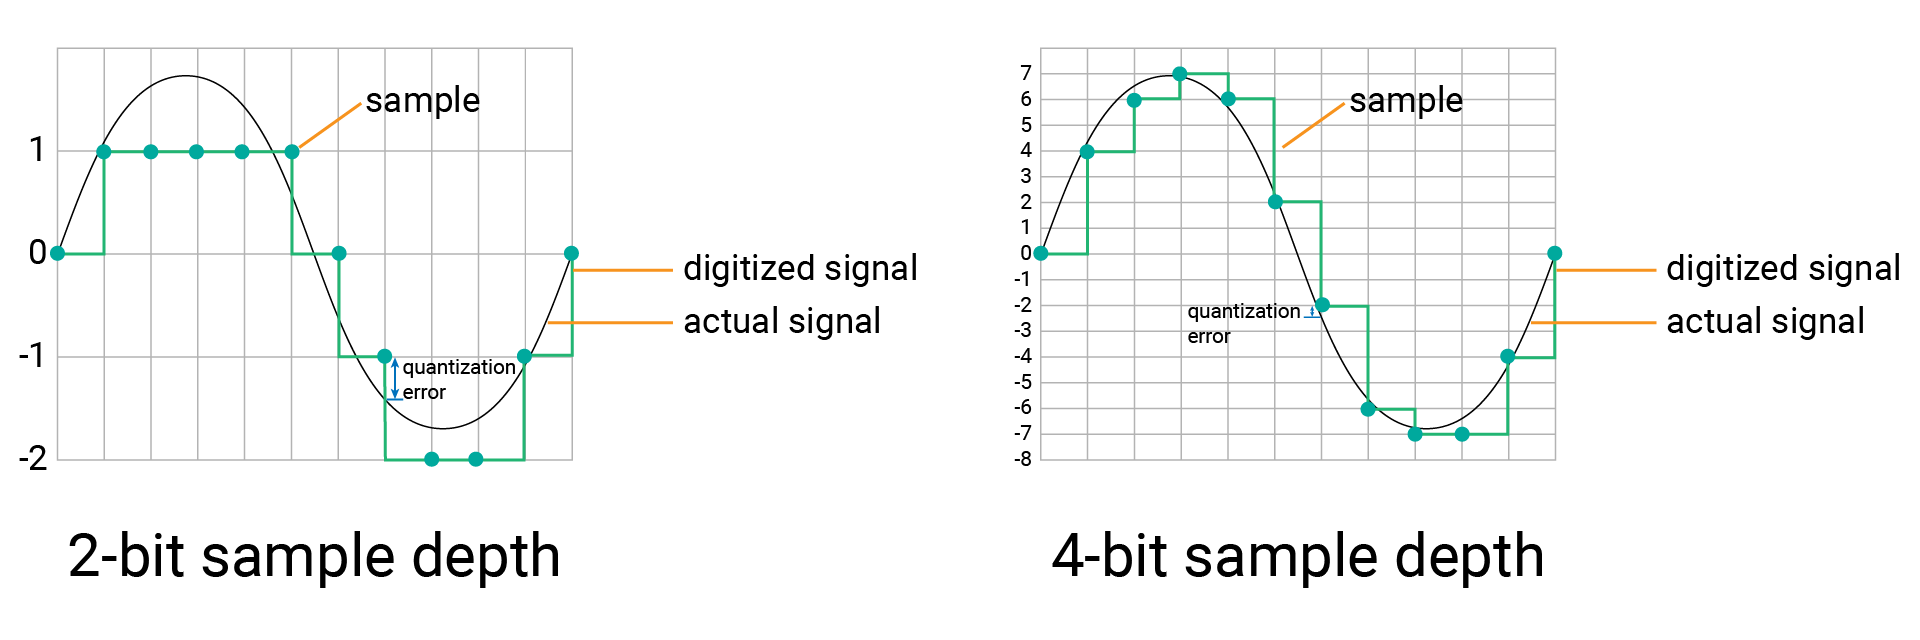 1
0
-1
-2
sample
digitized signal
actual signal
quantization
error
2-bit sample depth
7
6
5
4
3
2
1
0
-1
-2
-3
-4
-5
-6
-7
-8
sample
digitized signal
actual signal
quantization
error
4-bit sample depth